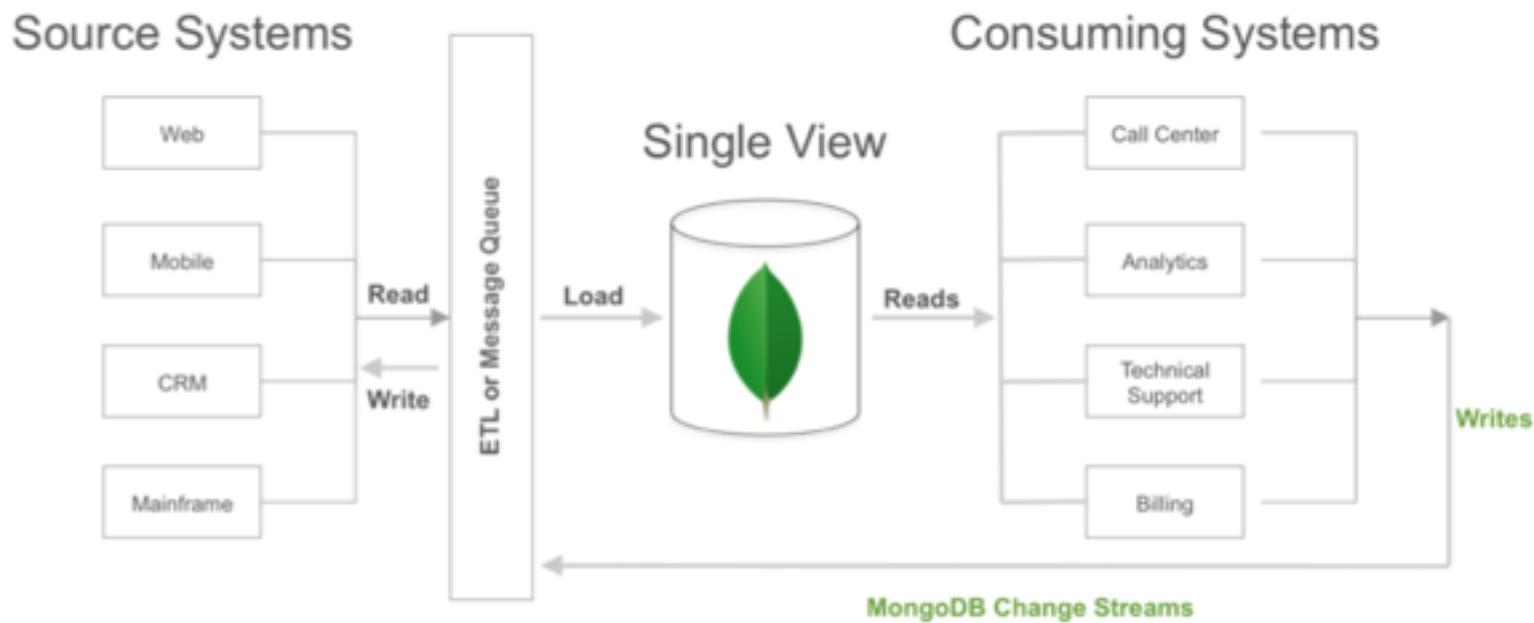 Source Systems
Consuming Systems
Single View
Web
Mobile
CRM
Mainframe
Read
Write
ETL or Message Queue
Load
Reads
Call Center
Analytics
Technical
Support
Billing
Writes
MongoDB Change Streams